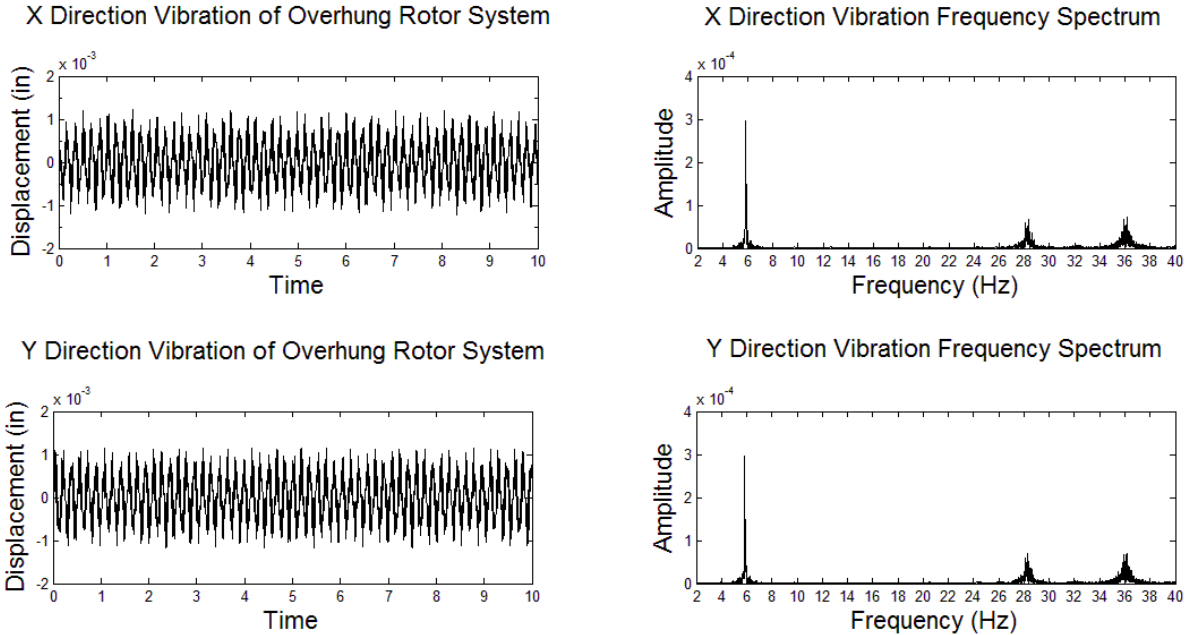 X Direction Vibration of Overhung Rotor System
x 10⁻³
Displacement (in)
2
1
0
-1
-2
0 1 2 3 4 5 6 7 8 9 10
Time
X Direction Vibration Frequency Spectrum
x 10⁻⁴
Amplitude
4
3
2
1
0
2 4 6 8 10 12 14 16 18 20 22 24 26 28 30 32 34 36 38 40
Frequency (Hz)
Y Direction Vibration of Overhung Rotor System
x 10⁻³
Displacement (in)
2
1
0
-1
-2
0 1 2 3 4 5 6 7 8 9 10
Time
Y Direction Vibration Frequency Spectrum
x 10⁻⁴
Amplitude
4
3
2
1
0
2 4 6 8 10 12 14 16 18 20 22 24 26 28 30 32 34 36 38 40
Frequency (Hz)